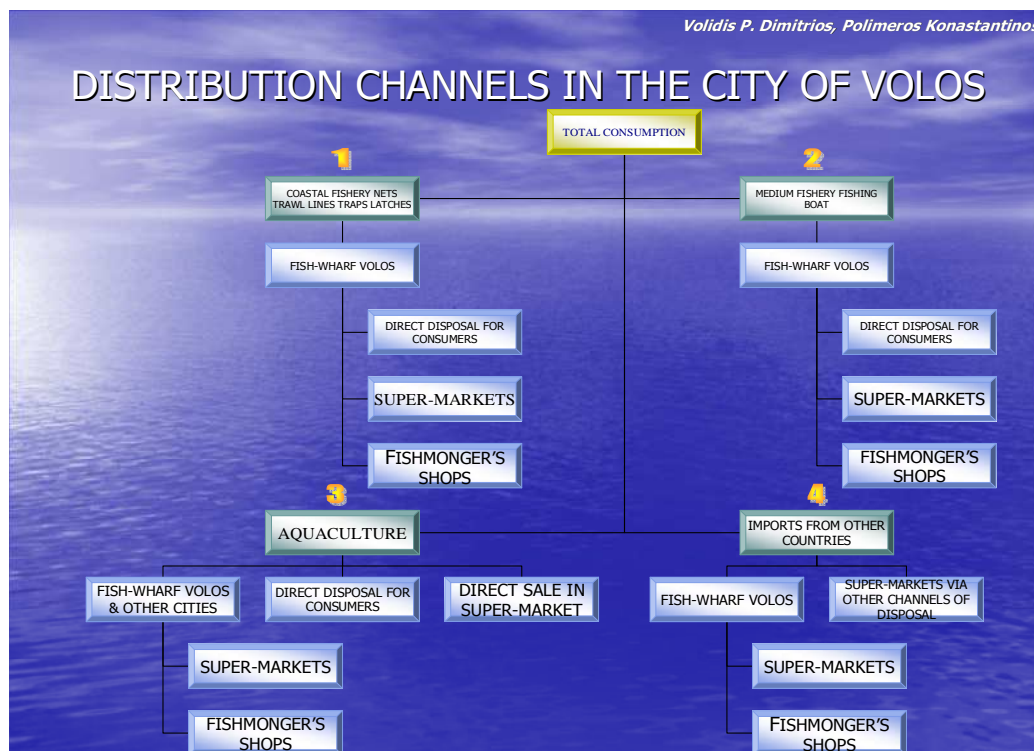 Volidis P. Dimitrios, Polimeros Konastantinos
DISTRIBUTION CHANNELS IN THE CITY OF VOLOS
TOTAL CONSUMPTION
1
COASTAL FISHERY NETS
TRAWL LINES TRAPS LATCHES
FISH-WHARF VOLOS
DIRECT DISPOSAL FOR
CONSUMERS
SUPER-MARKETS
FISHMONGER'S
SHOPS
2
MEDIUM FISHERY FISHING
BOAT
FISH-WHARF VOLOS
DIRECT DISPOSAL FOR
CONSUMERS
SUPER-MARKETS
FISHMONGER'S
SHOPS
3
AQUACULTURE
FISH-WHARF VOLOS
& OTHER CITIES
DIRECT DISPOSAL FOR
CONSUMERS
DIRECT SALE IN
SUPER-MARKET
SUPER-MARKETS
FISHMONGER'S
SHOPS
4
IMPORTS FROM OTHER
COUNTRIES
FISH-WHARF VOLOS
SUPER-MARKETS VIA
OTHER CHANNELS OF
DISPOSAL
SUPER-MARKETS
FISHMONGER'S
SHOPS